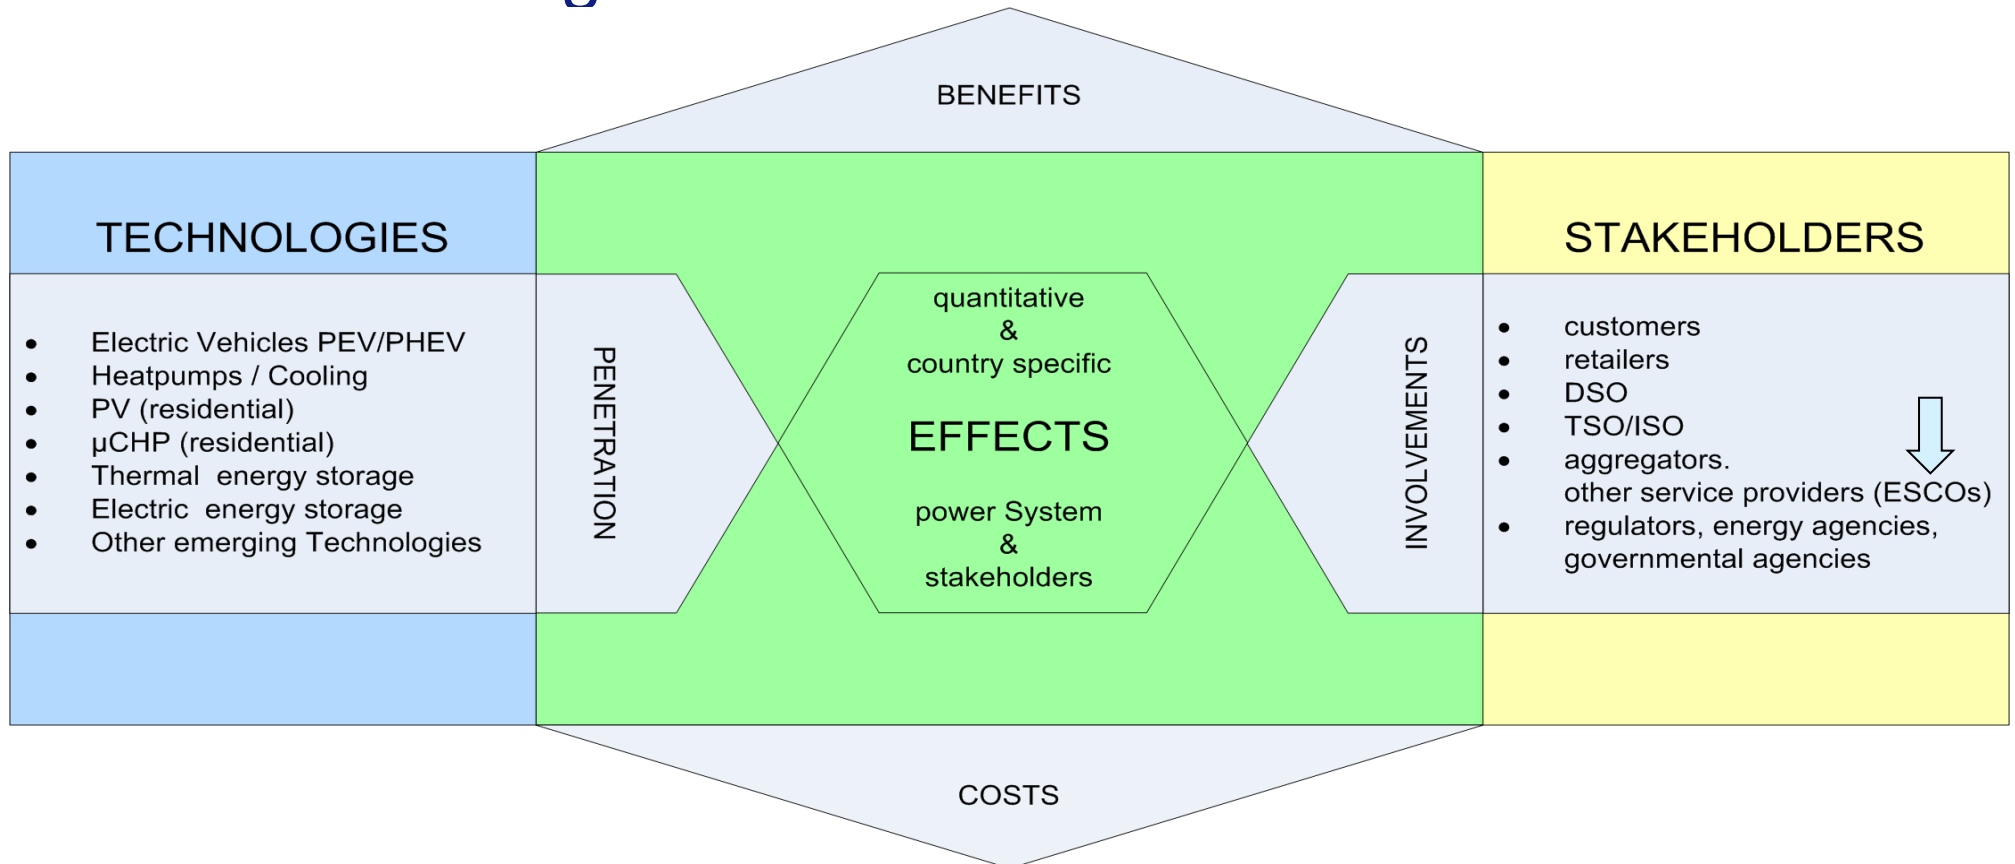 g
BENEFITS
TECHNOLOGIES
• Electric Vehicles PEV/PHEV
• Heatpumps / Cooling
• PV (residential)
• µCHP (residential)
• Thermal energy storage
• Electric energy storage
• Other emerging Technologies
PENETRATION
quantitative
&
country specific
EFFECTS
power System
&
stakeholders
INVOLVEMENTS
STAKEHOLDERS
• customers
• retailers
• DSO
• TSO/ISO
• aggregators.
other service providers (ESCOs)
• regulators, energy agencies,
governmental agencies
COSTS